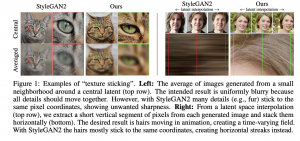 StyleGAN2
Ours
StyleGAN2
Ours
← latent interpolation →
← latent interpolation →
Central
Averaged
Figure 1: Examples of “texture sticking”. Left: The average of images generated from a small
neighborhood around a central latent (top row). The intended result is uniformly blurry because
all details should move together. However, with StyleGAN2 many details (e.g., fur) stick to the
same pixel coordinates, showing unwanted sharpness. Right: From a latent space interpolation
(top row), we extract a short vertical segment of pixels from each generated image and stack them
horizontally (bottom). The desired result is hairs moving in animation, creating a time-varying field.
With StyleGAN2 the hairs mostly stick to the same coordinates, creating horizontal streaks instead.